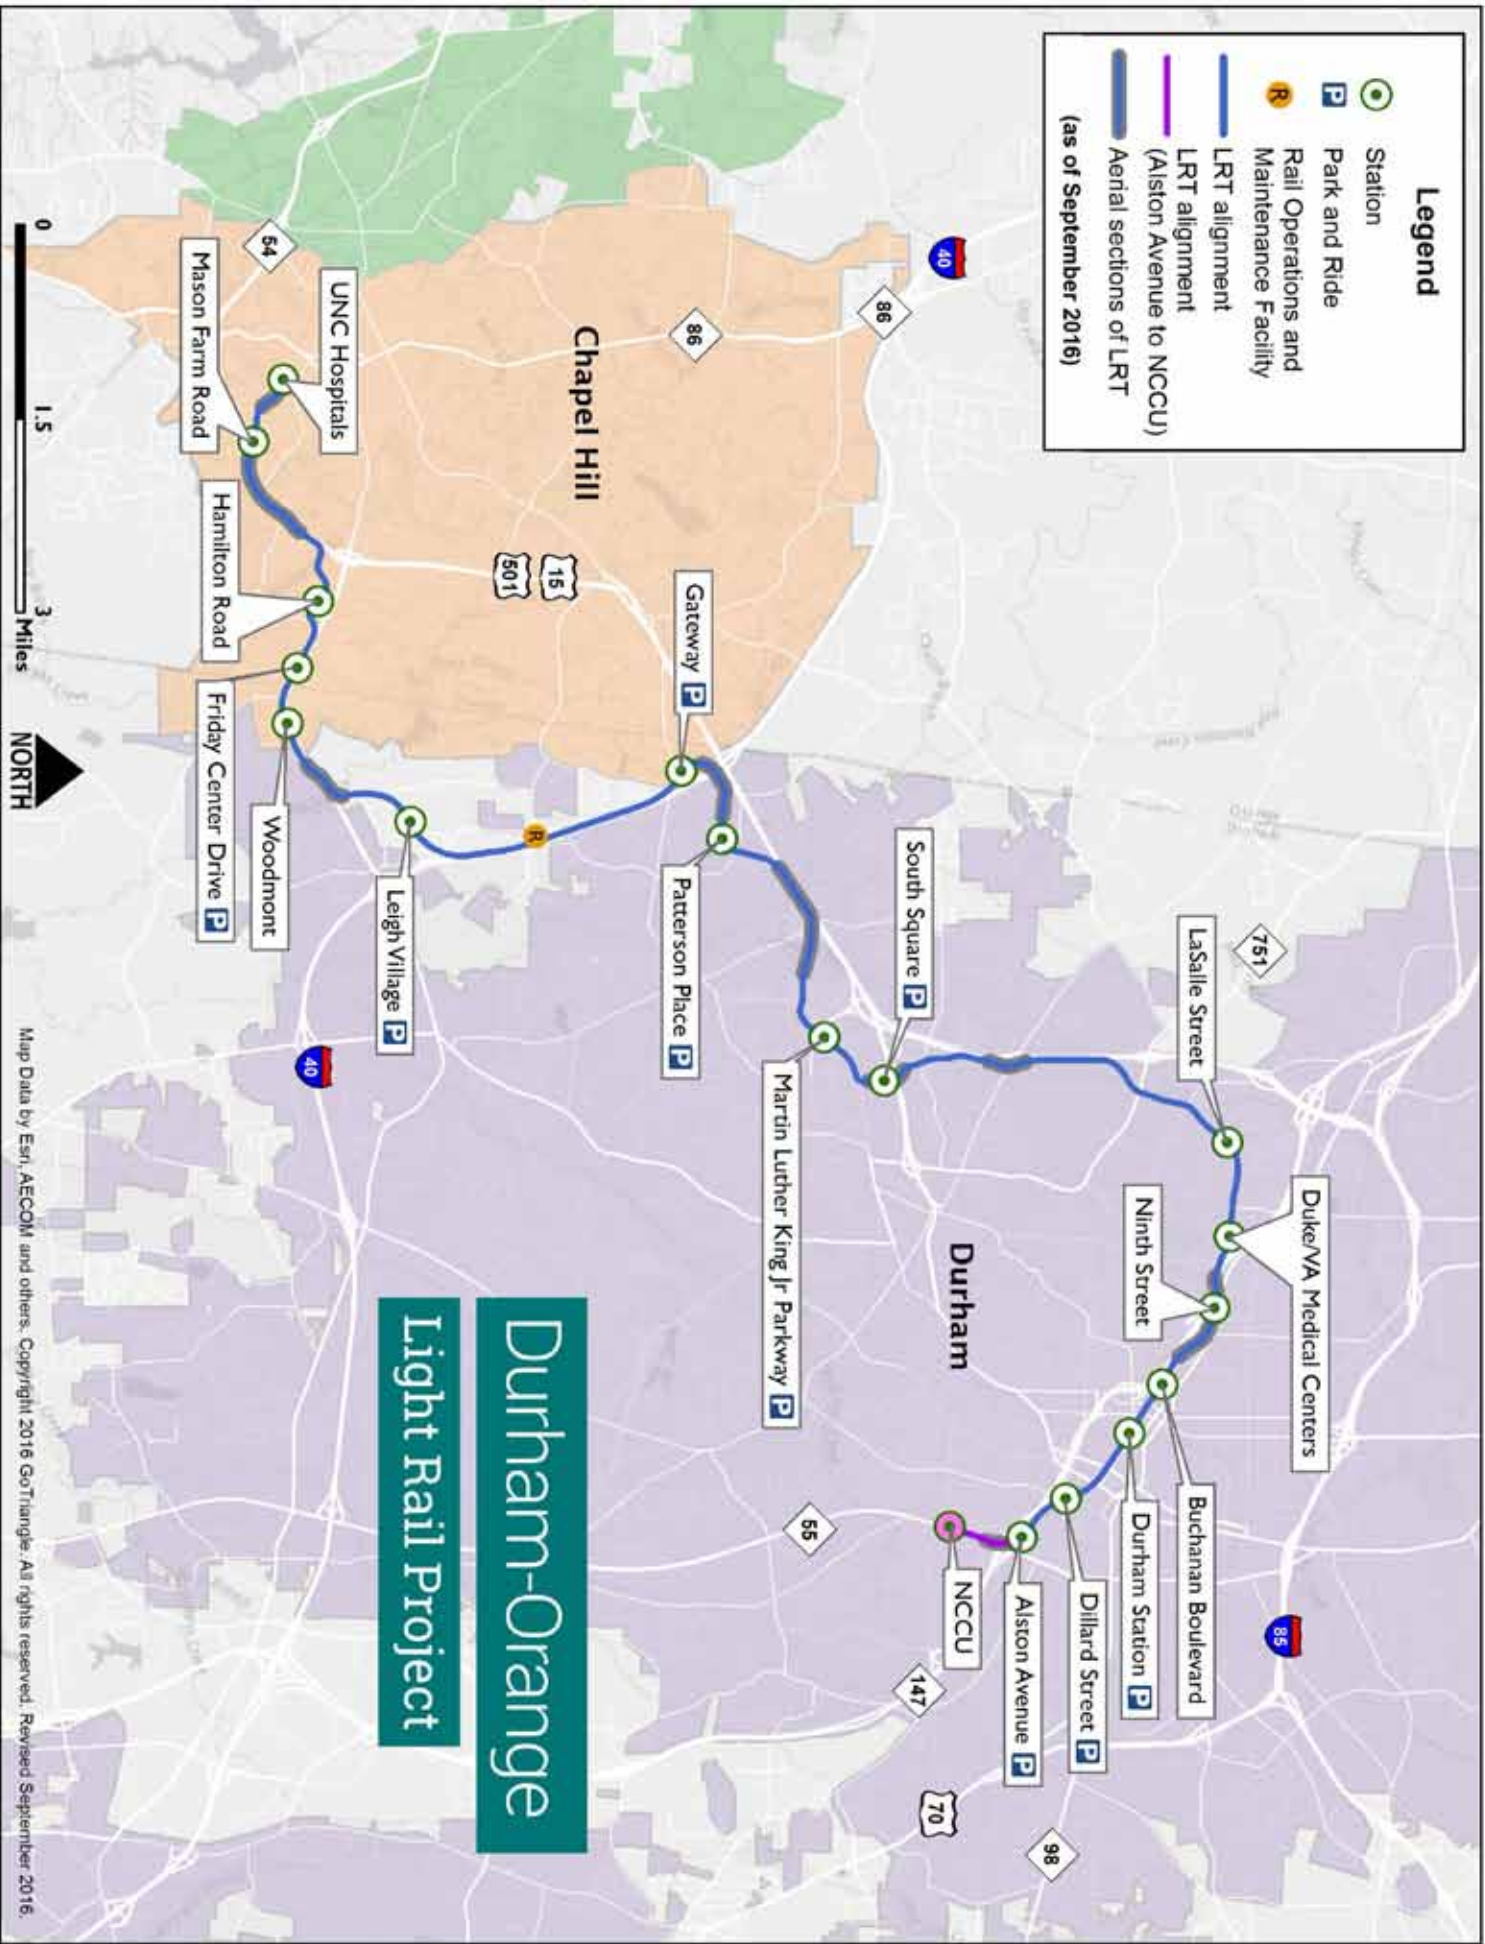 Legend
Station
Park and Ride
Rail Operations and
Maintenance Facility
LRT alignment
LRT alignment
(Alston Avenue to NCCU)
Aerial sections of LRT
(as of September 2016)
40
86
86
54
Chapel Hill
15
501
UNC Hospitals
Mason Farm Road
Hamilton Road
Friday Center Drive P
Woodmont
Leigh Village P
R
Gateway P
Patterson Place P
Martin Luther King Jr Parkway P
South Square P
751
LaSalle Street
Duke/VA Medical Centers
Ninth Street
Buchanan Boulevard
Durham Station P
Dillard Street P
Alston Avenue P
NCCU
Durham
85
55
147
70
98
40
Durham-Orange
Light Rail Project
0 1.5 3 Miles
NORTH
Map Data by Esri, AECOM and others. Copyright 2016 GoTriangle. All rights reserved. Revised September 2016.